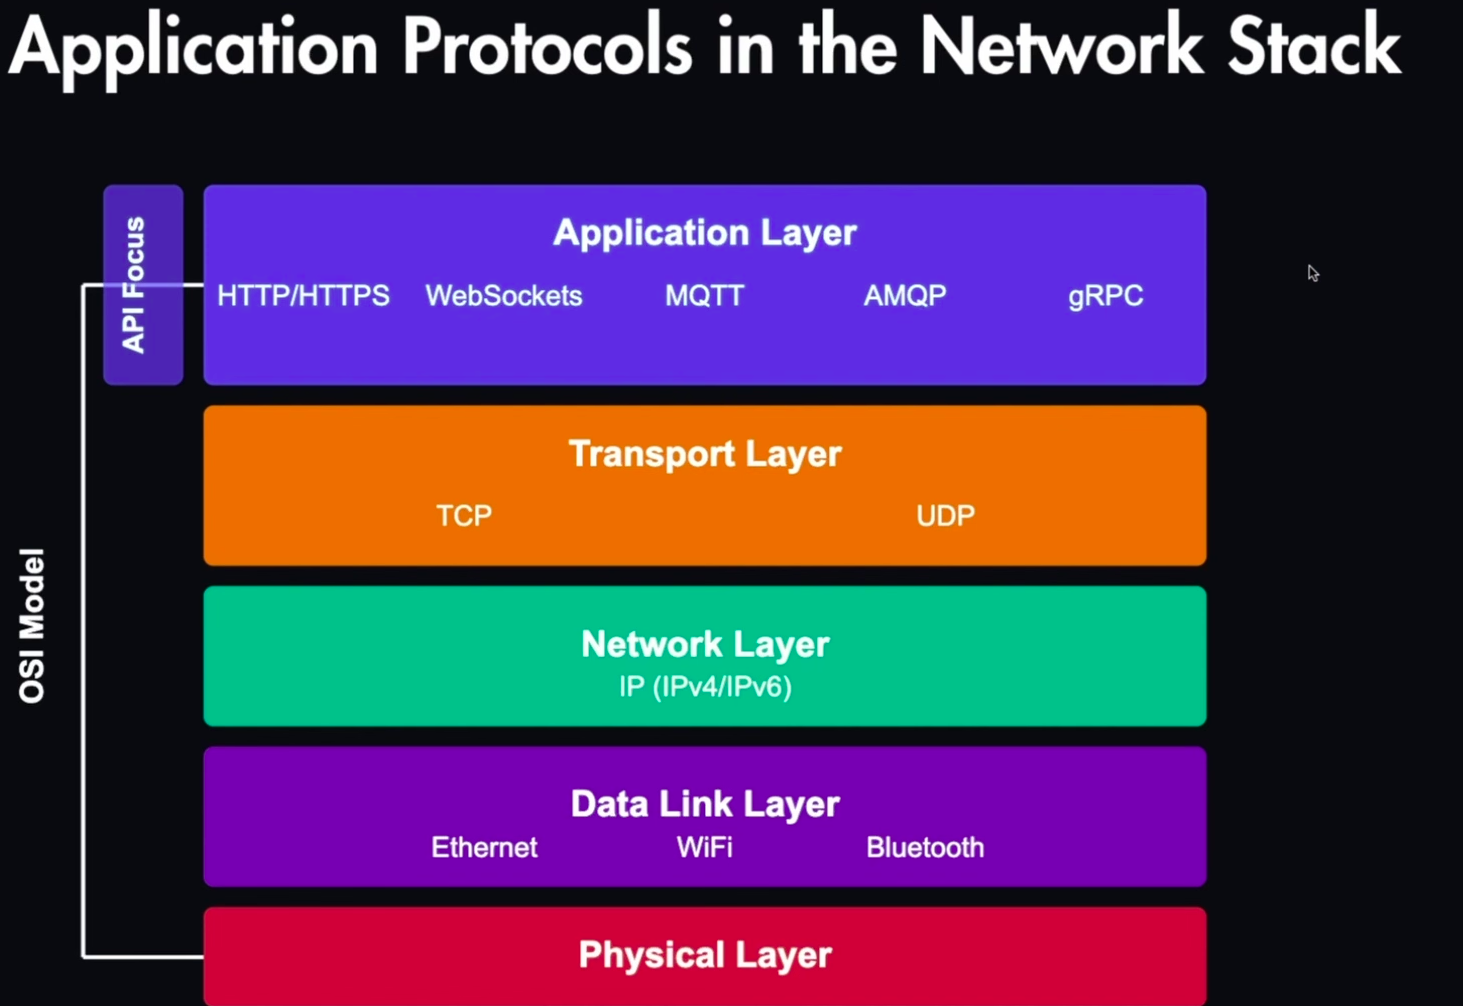 Application Protocols in the Network Stack
API Focus
Application Layer
HTTP/HTTPS WebSockets MQTT AMQP gRPC
Transport Layer
TCP UDP
OSI Model
Network Layer
IP (IPv4/IPv6)
Data Link Layer
Ethernet WiFi Bluetooth
Physical Layer